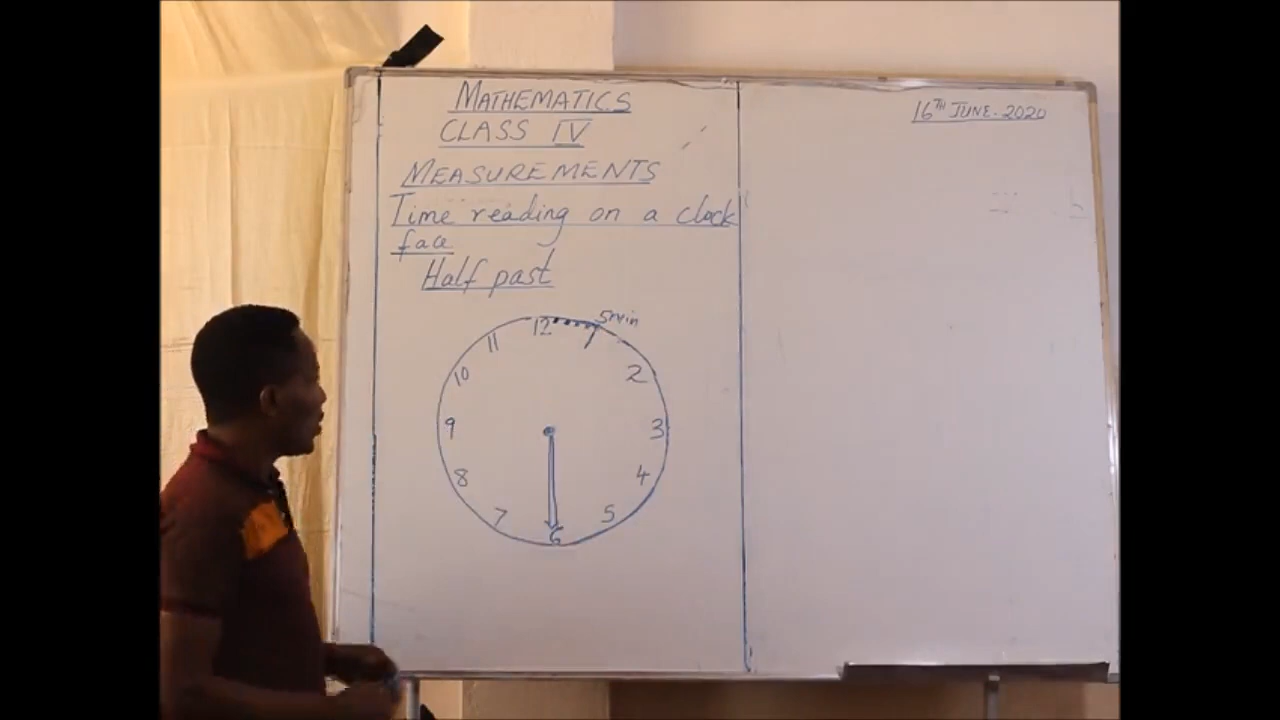 MATHEMATICS
CLASS IV
MEASUREMENTS
Time reading on a clock
face
Half past
16TH JUNE. 2020
5min
12
11
1
10
2
9
3
8
4
7
5
6